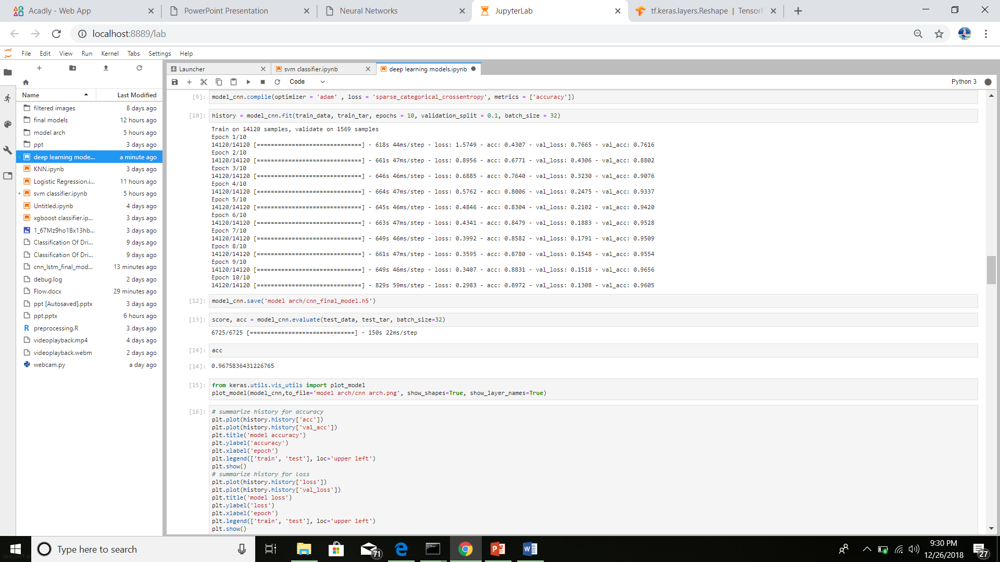 Acadly - Web App
PowerPoint Presentation
Neural Networks
JupyterLab
tf.keras.layers.Reshape | TensorF
localhost:8889/lab
File Edit View Run Kernel Tabs Settings Help
Launcher
svm classifier.ipynb
deep learning models.ipynb
Code
Python 3
Name Last Modified
filtered images 8 days ago
final models 12 hours ago
model arch 5 hours ago
ppt 3 days ago
deep learning mode... a minute ago
KNN.ipynb 3 days ago
Logistic Regression.i... 11 hours ago
svm classifier.ipynb 5 hours ago
Untitled.ipynb 4 days ago
xgboost classifier.ip... 3 days ago
1_67Mz9ho1Bx13hb... 3 days ago
Classification Of Dri... 9 days ago
Classification Of Dri... 9 days ago
cnn_lstm_final_mod... 13 minutes ago
debug.log 2 days ago
Flow.docx 29 minutes ago
ppt [Autosaved].pptx 3 days ago
ppt.pptx 6 hours ago
preprocessing.R 3 days ago
videoplayback.mp4 4 days ago
videoplayback.webm 2 days ago
webcam.py a day ago
[9]: model_cnn.compile(optimizer = 'adam' , loss = 'sparse_categorical_crossentropy', metrics = ['accuracy'])
[10]: history = model_cnn.fit(train_data, train_tar, epochs = 10, validation_split = 0.1, batch_size = 32)
Train on 14120 samples, validate on 1569 samples
Epoch 1/10
14120/14120 [==============================] - 618s 44ms/step - loss: 1.5749 - acc: 0.4307 - val_loss: 0.7665 - val_acc: 0.7616
Epoch 2/10
14120/14120 [==============================] - 661s 47ms/step - loss: 0.8956 - acc: 0.6771 - val_loss: 0.4306 - val_acc: 0.8802
Epoch 3/10
14120/14120 [==============================] - 646s 46ms/step - loss: 0.6885 - acc: 0.7640 - val_loss: 0.3230 - val_acc: 0.9076
Epoch 4/10
14120/14120 [==============================] - 664s 47ms/step - loss: 0.5762 - acc: 0.8006 - val_loss: 0.2475 - val_acc: 0.9337
Epoch 5/10
14120/14120 [==============================] - 645s 46ms/step - loss: 0.4846 - acc: 0.8304 - val_loss: 0.2102 - val_acc: 0.9420
Epoch 6/10
14120/14120 [==============================] - 663s 47ms/step - loss: 0.4341 - acc: 0.8479 - val_loss: 0.1883 - val_acc: 0.9528
Epoch 7/10
14120/14120 [==============================] - 649s 46ms/step - loss: 0.3992 - acc: 0.8582 - val_loss: 0.1791 - val_acc: 0.9509
Epoch 8/10
14120/14120 [==============================] - 661s 47ms/step - loss: 0.3595 - acc: 0.8780 - val_loss: 0.1548 - val_acc: 0.9554
Epoch 9/10
14120/14120 [==============================] - 649s 46ms/step - loss: 0.3407 - acc: 0.8831 - val_loss: 0.1518 - val_acc: 0.9656
Epoch 10/10
14120/14120 [==============================] - 829s 59ms/step - loss: 0.2983 - acc: 0.8972 - val_loss: 0.1308 - val_acc: 0.9605
[12]: model_cnn.save('model arch/cnn_final_model.h5')
[13]: score, acc = model_cnn.evaluate(test_data, test_tar, batch_size=32)
6725/6725 [==============================] - 150s 22ms/step
[14]: acc
[14]: 0.9675836431226765
[15]: from keras.utils.vis_utils import plot_model
plot_model(model_cnn,to_file='model arch/cnn arch.png', show_shapes=True, show_layer_names=True)
[16]: # summarize history for accuracy
plt.plot(history.history['acc'])
plt.plot(history.history['val_acc'])
plt.title('model accuracy')
plt.ylabel('accuracy')
plt.xlabel('epoch')
plt.legend(['train', 'test'], loc='upper left')
plt.show()
# summarize history for loss
plt.plot(history.history['loss'])
plt.plot(history.history['val_loss'])
plt.title('model loss')
plt.ylabel('loss')
plt.xlabel('epoch')
plt.legend(['train', 'test'], loc='upper left')
plt.show()
Type here to search
71
9:30 PM
12/26/2018
27